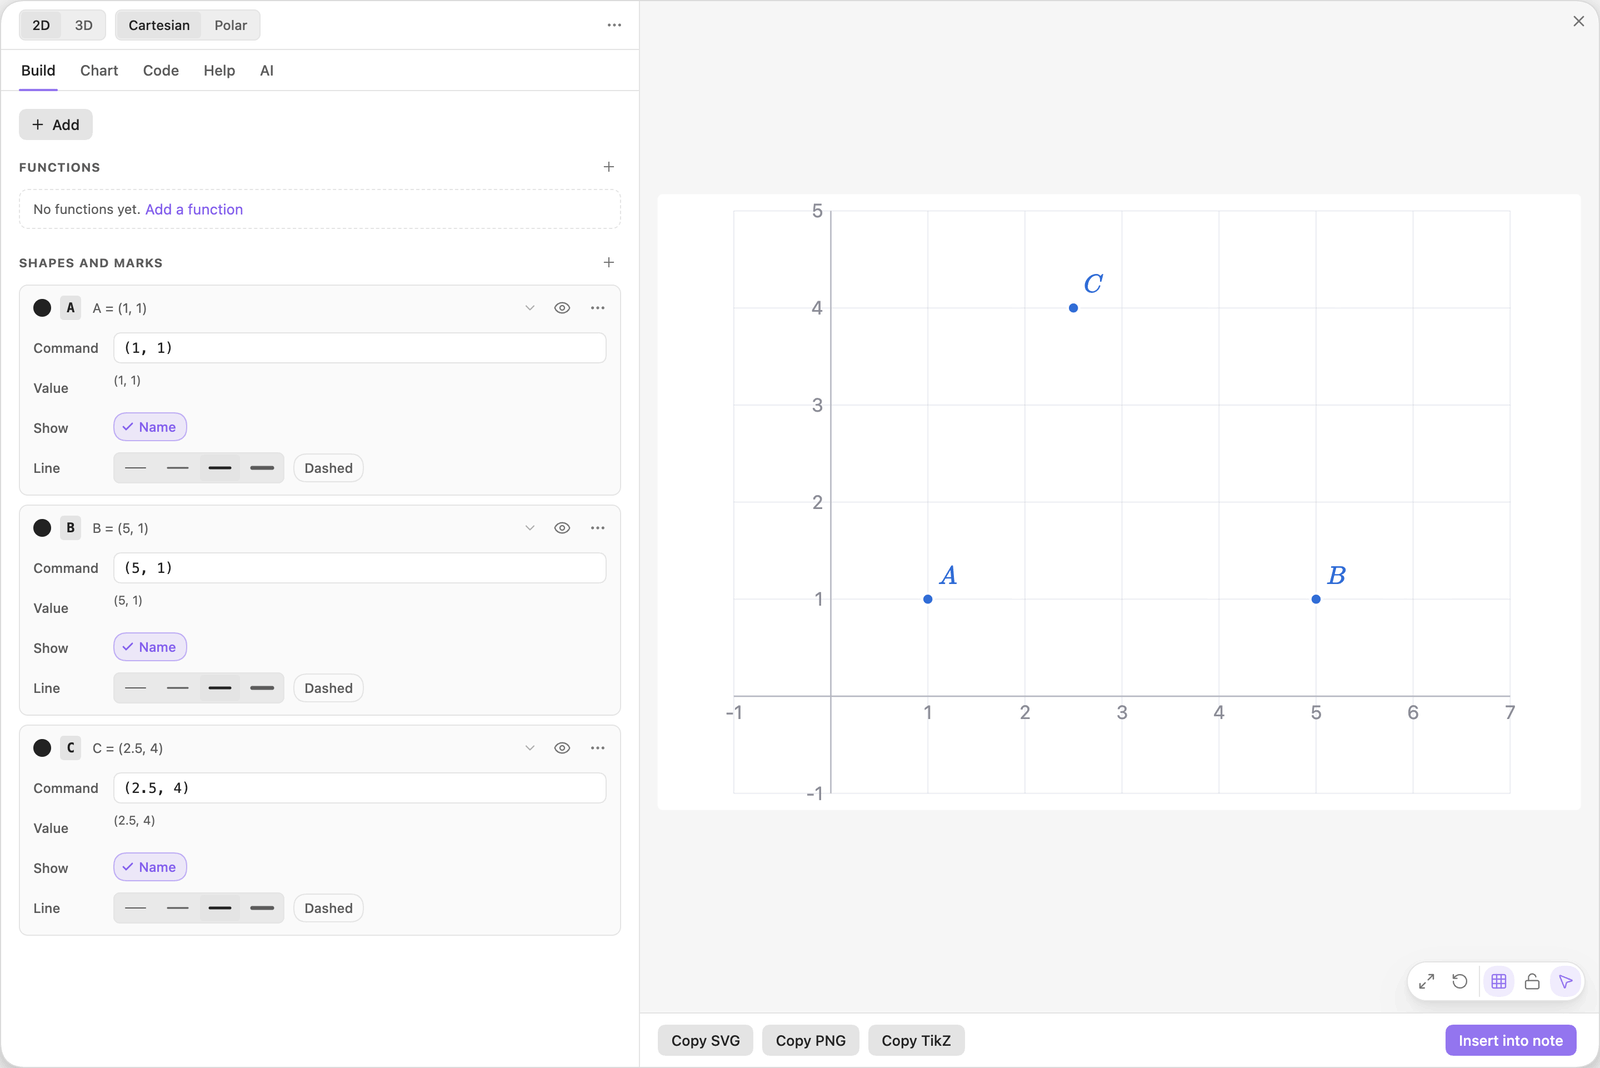 2D 3D Cartesian Polar
Build Chart Code Help AI
+ Add
FUNCTIONS
No functions yet. Add a function
SHAPES AND MARKS
A A = (1, 1)
Command (1, 1)
Value (1, 1)
Show Name
Line Dashed
B B = (5, 1)
Command (5, 1)
Value (5, 1)
Show Name
Line Dashed
C C = (2.5, 4)
Command (2.5, 4)
Value (2.5, 4)
Show Name
Line Dashed
5
C
4
3
2
A B
1
-1 1 2 3 4 5 6 7
-1
Copy SVG Copy PNG Copy TikZ Insert into note